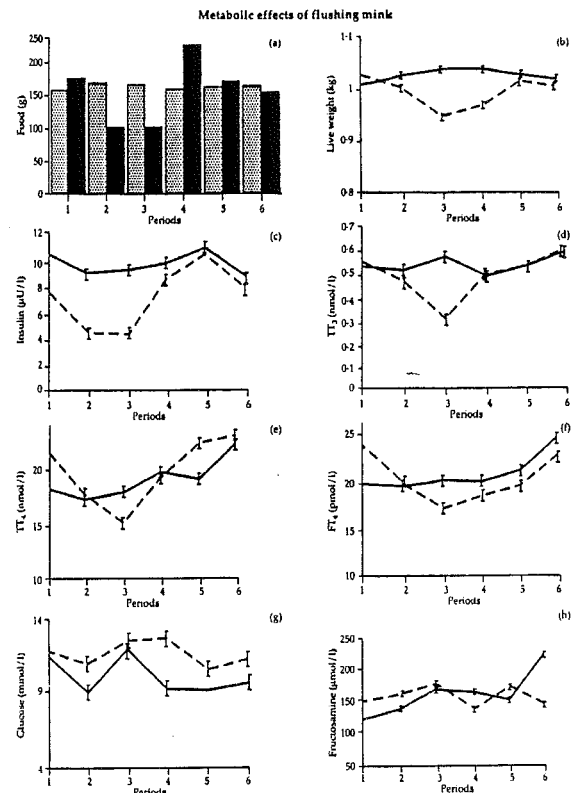 Metabolic effects of flushing mink
(a)
Food (g)
250
200
150
100
50
0
1 2 3 4 5 6
Periods
(b)
Live weight (kg)
1·1
1
0·9
0·8
1 2 3 4 5 6
Periods
(c)
Insulin (μU/l)
12
10
8
6
4
2
0
1 2 3 4 5 6
Periods
(d)
TT3 (nmol/l)
0·7
0·6
0·5
0·4
0·3
0·2
0·1
0
1 2 3 4 5 6
Periods
(e)
TT4 (nmol/l)
20
15
10
1 2 3 4 5 6
Periods
(f)
FT4 (pmol/l)
25
20
15
10
1 2 3 4 5 6
Periods
(g)
Glucose (mmol/l)
14
9
4
1 2 3 4 5 6
Periods
(h)
Fructosamine (μmol/l)
250
200
150
100
50
1 2 3 4 5 6
Periods